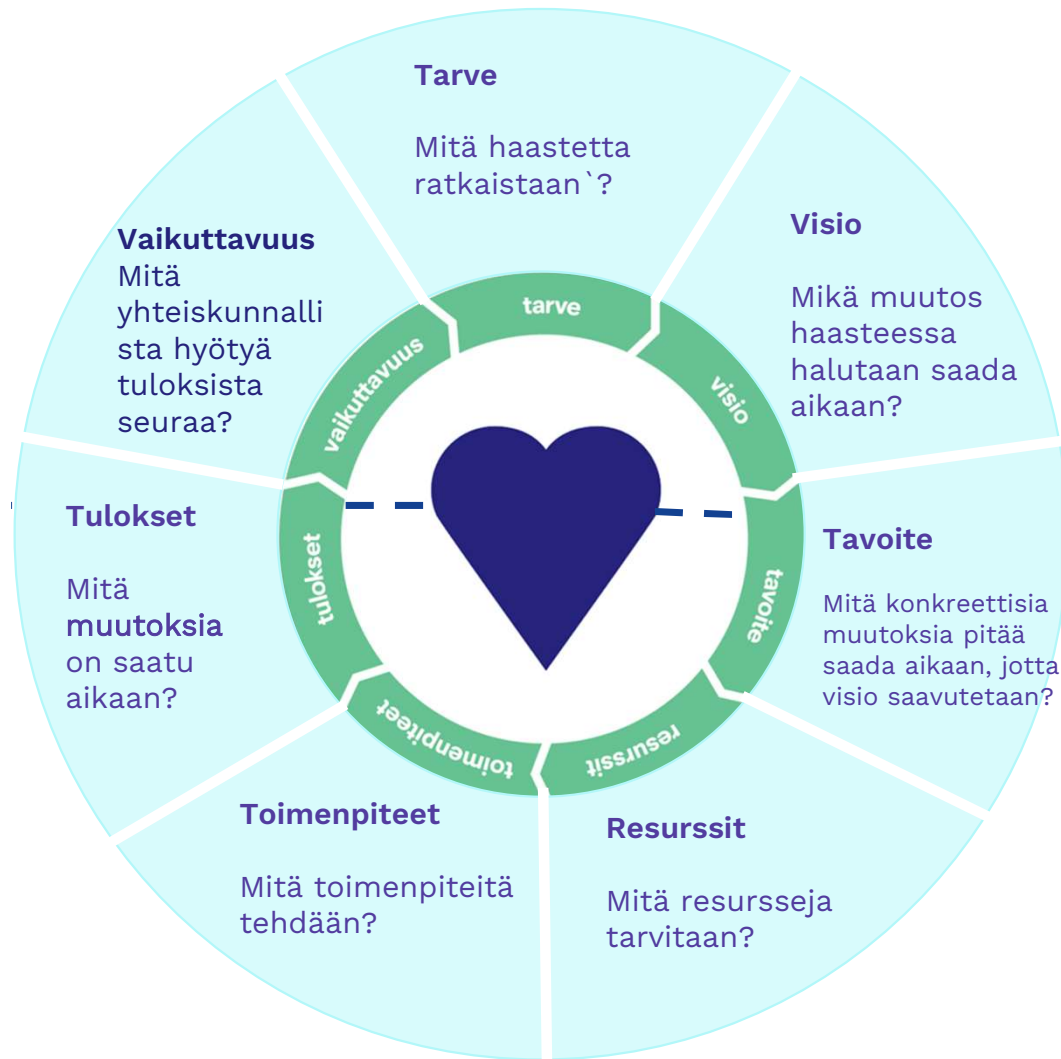 Tarve
Mitä haastetta
ratkaistaan`?
Visio
Mikä muutos
haasteessa
halutaan saada
aikaan?
Tavoite
Mitä konkreettisia
muutoksia pitää
saada aikaan, jotta
visio saavutetaan?
Resurssit
Mitä resursseja
tarvitaan?
Toimenpiteet
Mitä toimenpiteitä
tehdään?
Tulokset
Mitä
muutoksia
on saatu
aikaan?
Vaikuttavuus
Mitä
yhteiskunnalli
sta hyötyä
tuloksista
seuraa?
tarve
visio
tavoite
resurssit
toimenpiteet
tulokset
vaikuttavuus